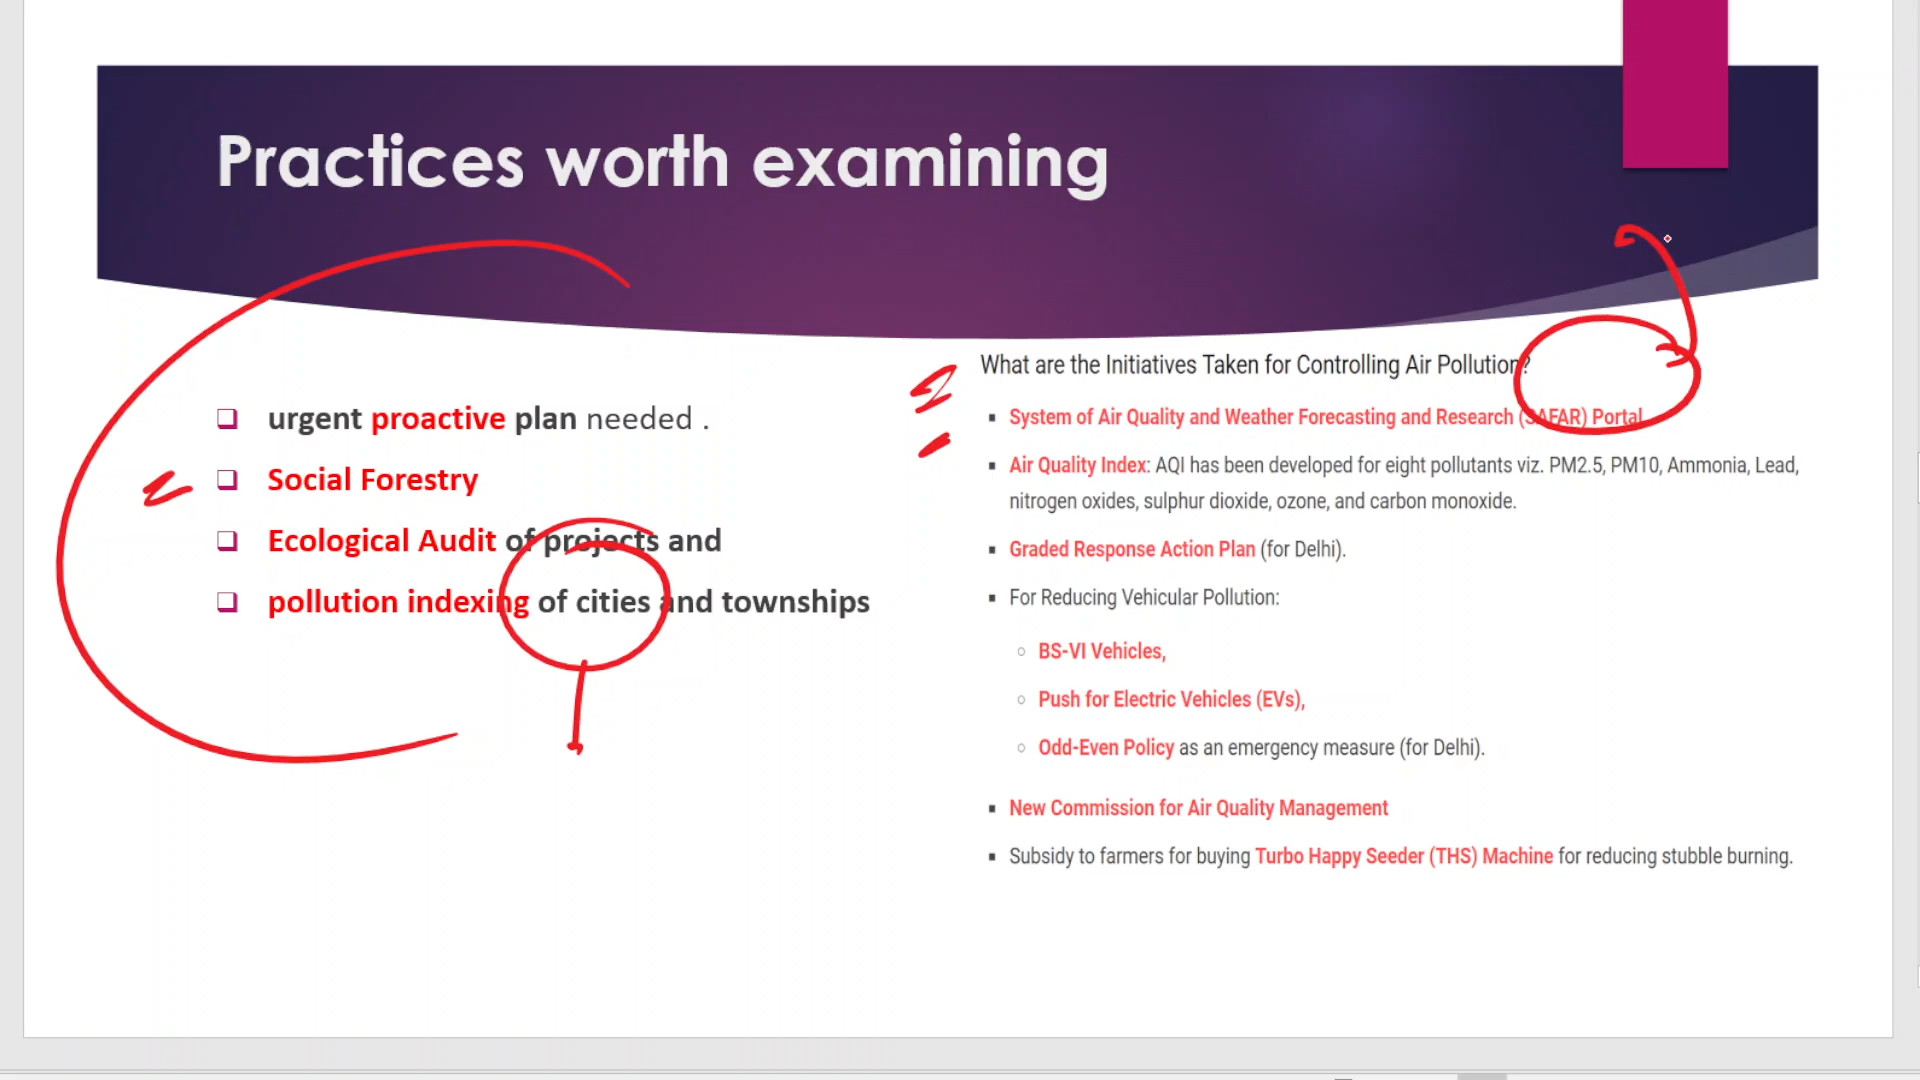 Practices worth examining
urgent proactive plan needed .
Social Forestry
Ecological Audit of projects and
pollution indexing of cities and townships
What are the Initiatives Taken for Controlling Air Pollution?
System of Air Quality and Weather Forecasting and Research (SAFAR) Portal
Air Quality Index: AQI has been developed for eight pollutants viz. PM2.5, PM10, Ammonia, Lead,
nitrogen oxides, sulphur dioxide, ozone, and carbon monoxide.
Graded Response Action Plan (for Delhi).
For Reducing Vehicular Pollution:
BS-VI Vehicles,
Push for Electric Vehicles (EVs),
Odd-Even Policy as an emergency measure (for Delhi).
New Commission for Air Quality Management
Subsidy to farmers for buying Turbo Happy Seeder (THS) Machine for reducing stubble burning.